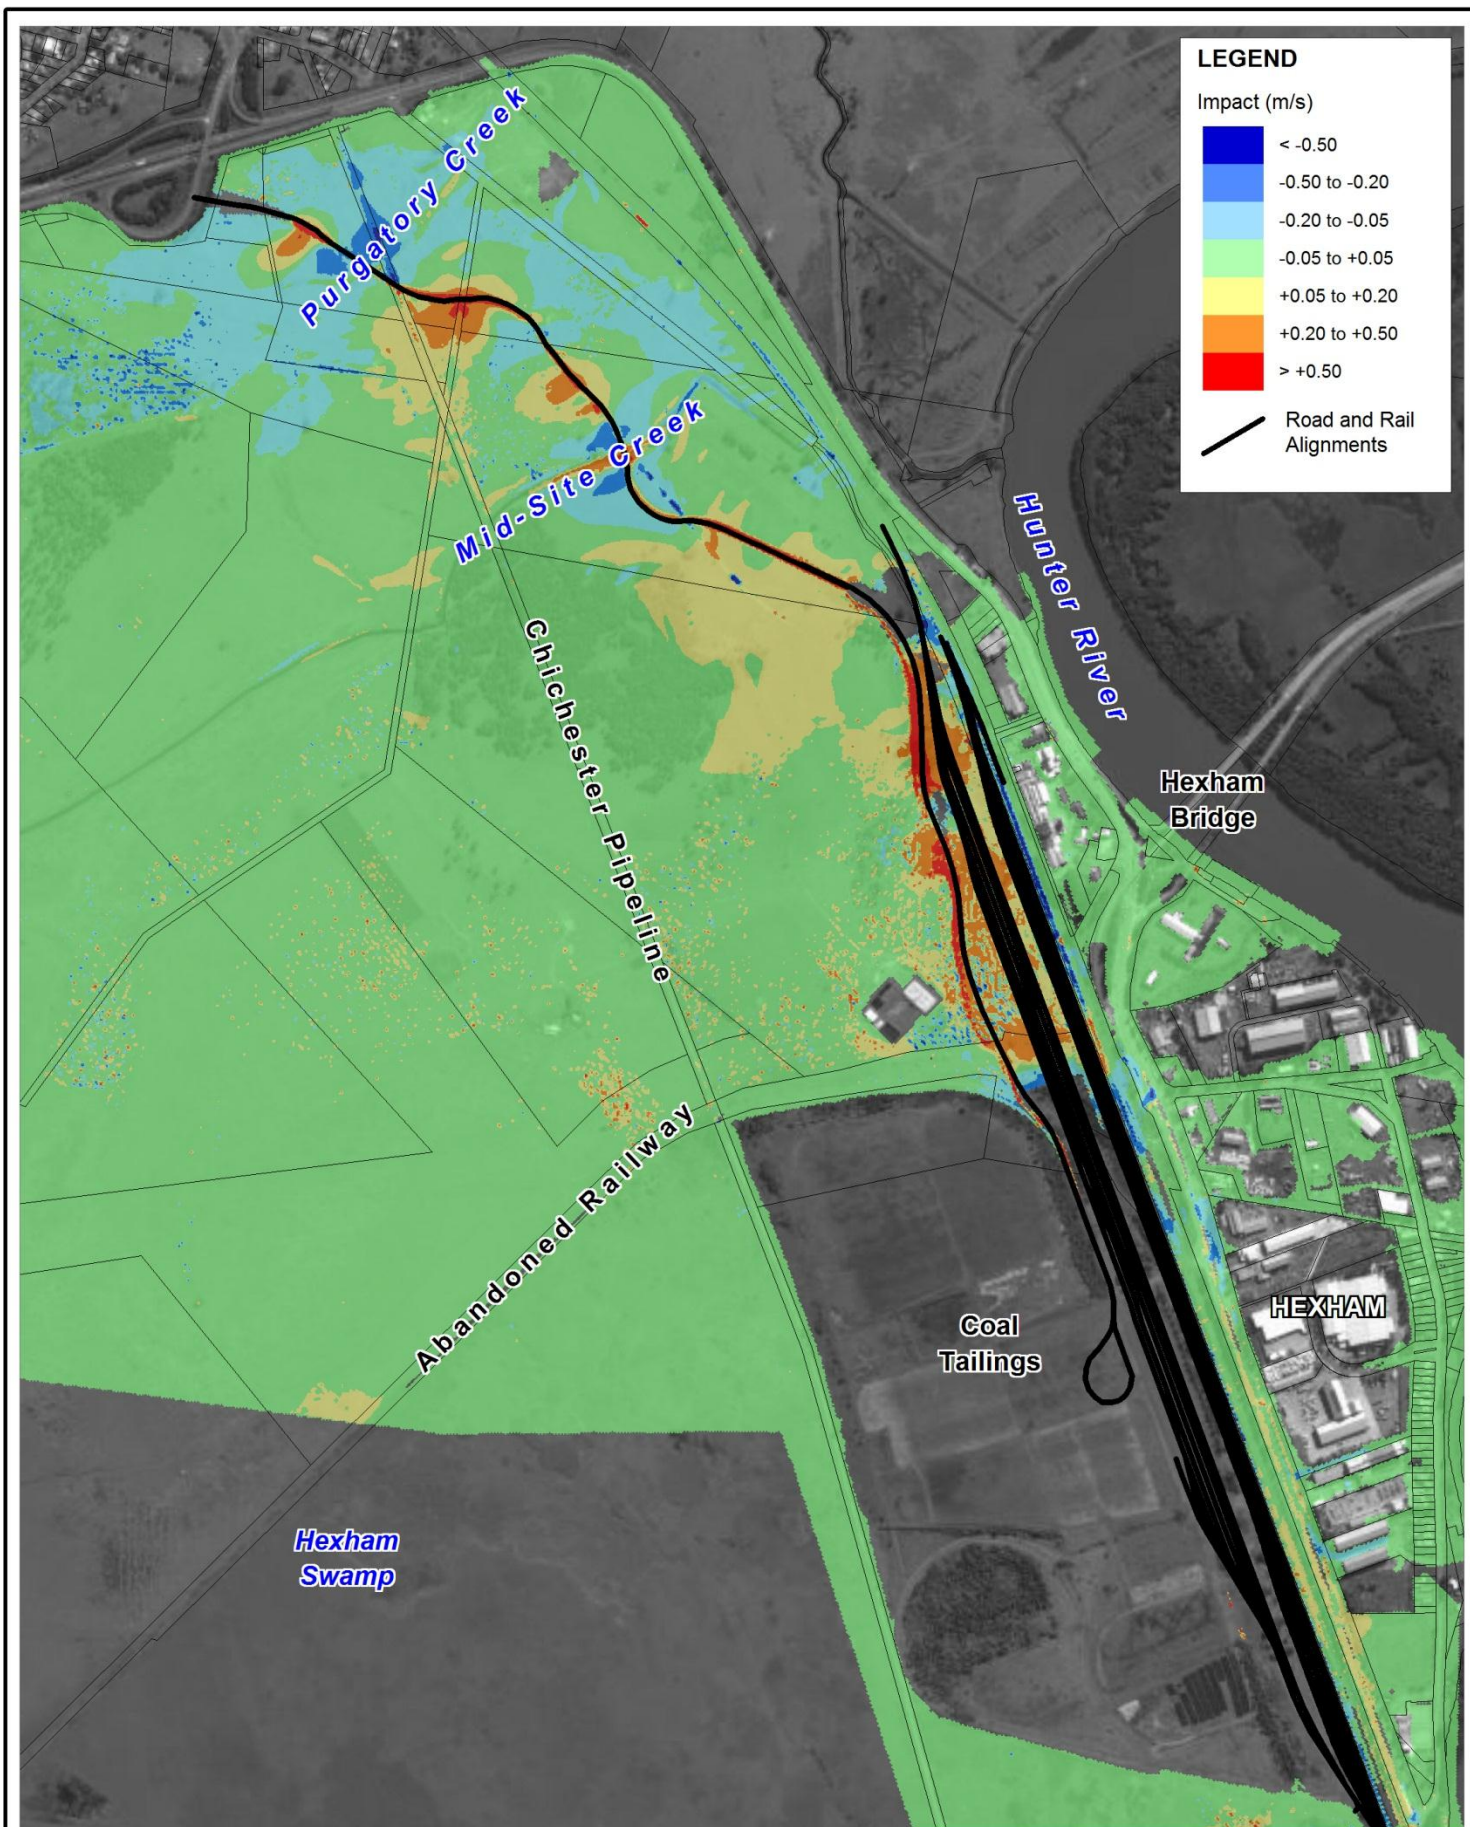 LEGEND
Impact (m/s)
< -0.50
-0.50 to -0.20
-0.20 to -0.05
-0.05 to +0.05
+0.05 to +0.20
+0.20 to +0.50
> +0.50
Road and Rail
Alignments
Purgatory Creek
Mid-Site Creek
Hunter River
Chichester Pipeline
Hexham
Bridge
Abandoned Railway
HEXHAM
Coal
Tailings
Hexham
Swamp